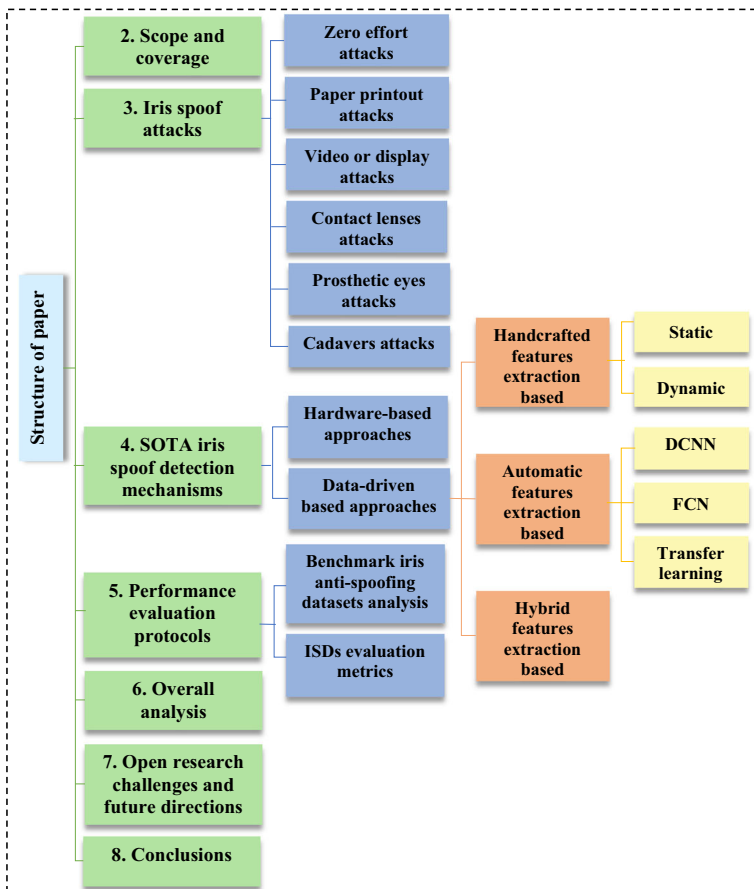 Structure of paper
2. Scope and
coverage
3. Iris spoof
attacks
Zero effort
attacks
Paper printout
attacks
Video or display
attacks
Contact lenses
attacks
Prosthetic eyes
attacks
Cadavers attacks
4. SOTA iris
spoof detection
mechanisms
Hardware-based
approaches
Data-driven
based approaches
Handcrafted
features
extraction
based
Static
Dynamic
Automatic
features
extraction
based
DCNN
FCN
Transfer
learning
Hybrid
features
extraction
based
5. Performance
evaluation
protocols
Benchmark iris
anti-spoofing
datasets analysis
ISDs evaluation
metrics
6. Overall
analysis
7. Open research
challenges and
future directions
8. Conclusions